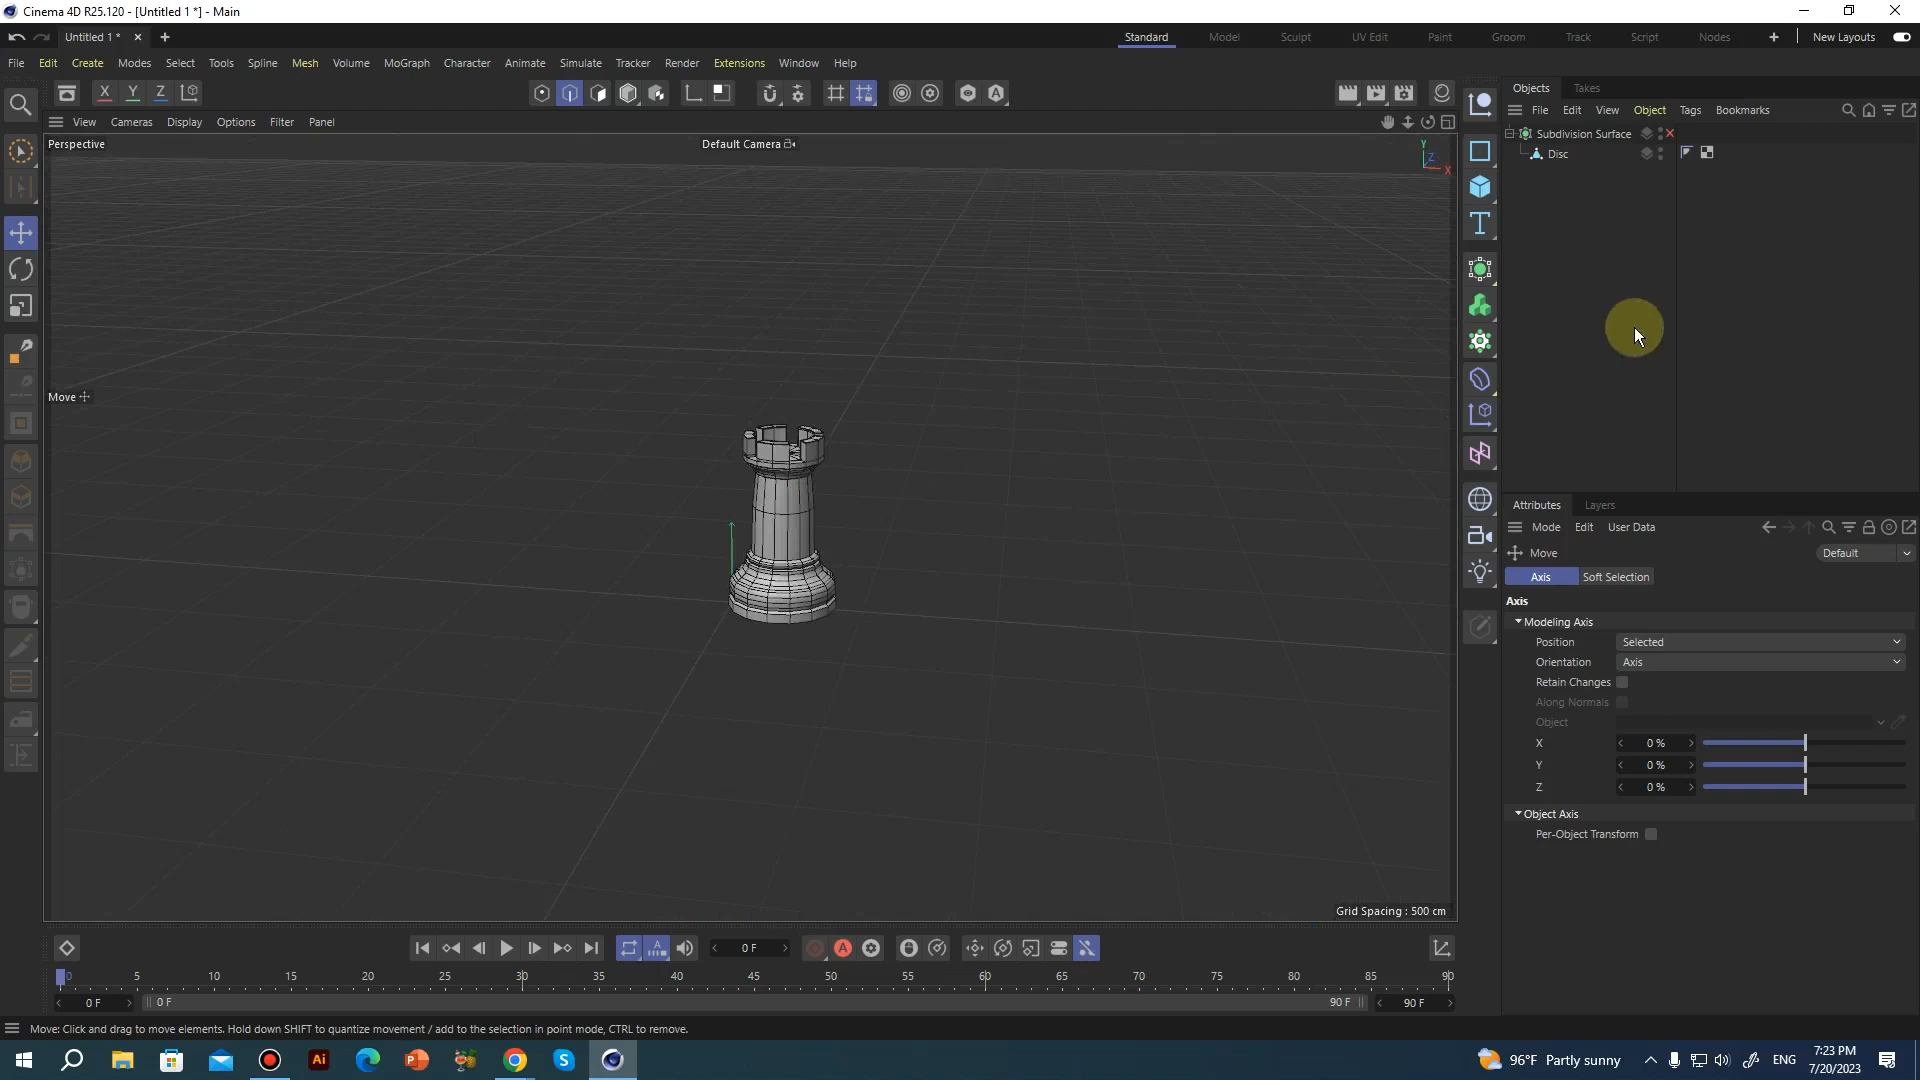 Cinema 4D R25.120 - [Untitled 1 *] - Main
Untitled 1 *
Standard Model Sculpt UV Edit Paint Groom Track Script Nodes New Layouts
File Edit Create Modes Select Tools Spline Mesh Volume MoGraph Character Animate Simulate Tracker Render Extensions Window Help
X Y Z
View Cameras Display Options Filter Panel
Perspective
Default Camera
Y
Z
X
Move
Grid Spacing : 500 cm
Objects Takes
File Edit View Object Tags Bookmarks
Subdivision Surface
Disc
Attributes Layers
Mode Edit User Data
Move Default
Axis Soft Selection
Axis
Modeling Axis
Position Selected
Orientation Axis
Retain Changes
Along Normals
Object
X 0 %
Y 0 %
Z 0 %
Object Axis
Per-Object Transform
0 F
0 5 10 15 20 25 30 35 40 45 50 55 60 65 70 75 80 85 90
0 F 0 F 90 F 90 F
Move: Click and drag to move elements. Hold down SHIFT to quantize movement / add to the selection in point mode, CTRL to remove.
Ai
96°F Partly sunny
ENG
7:23 PM
7/20/2023